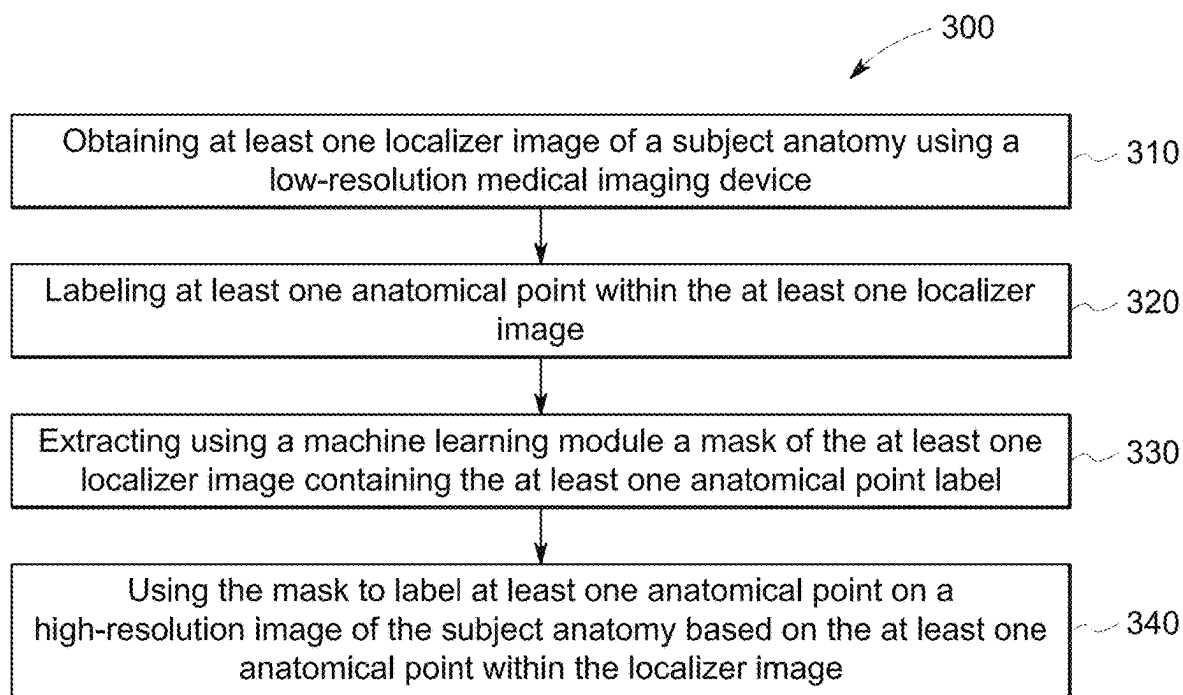 300
Obtaining at least one localizer image of a subject anatomy using a
low-resolution medical imaging device
310
Labeling at least one anatomical point within the at least one localizer
image
320
Extracting using a machine learning module a mask of the at least one
localizer image containing the at least one anatomical point label
330
Using the mask to label at least one anatomical point on a
high-resolution image of the subject anatomy based on the at least one
anatomical point within the localizer image
340